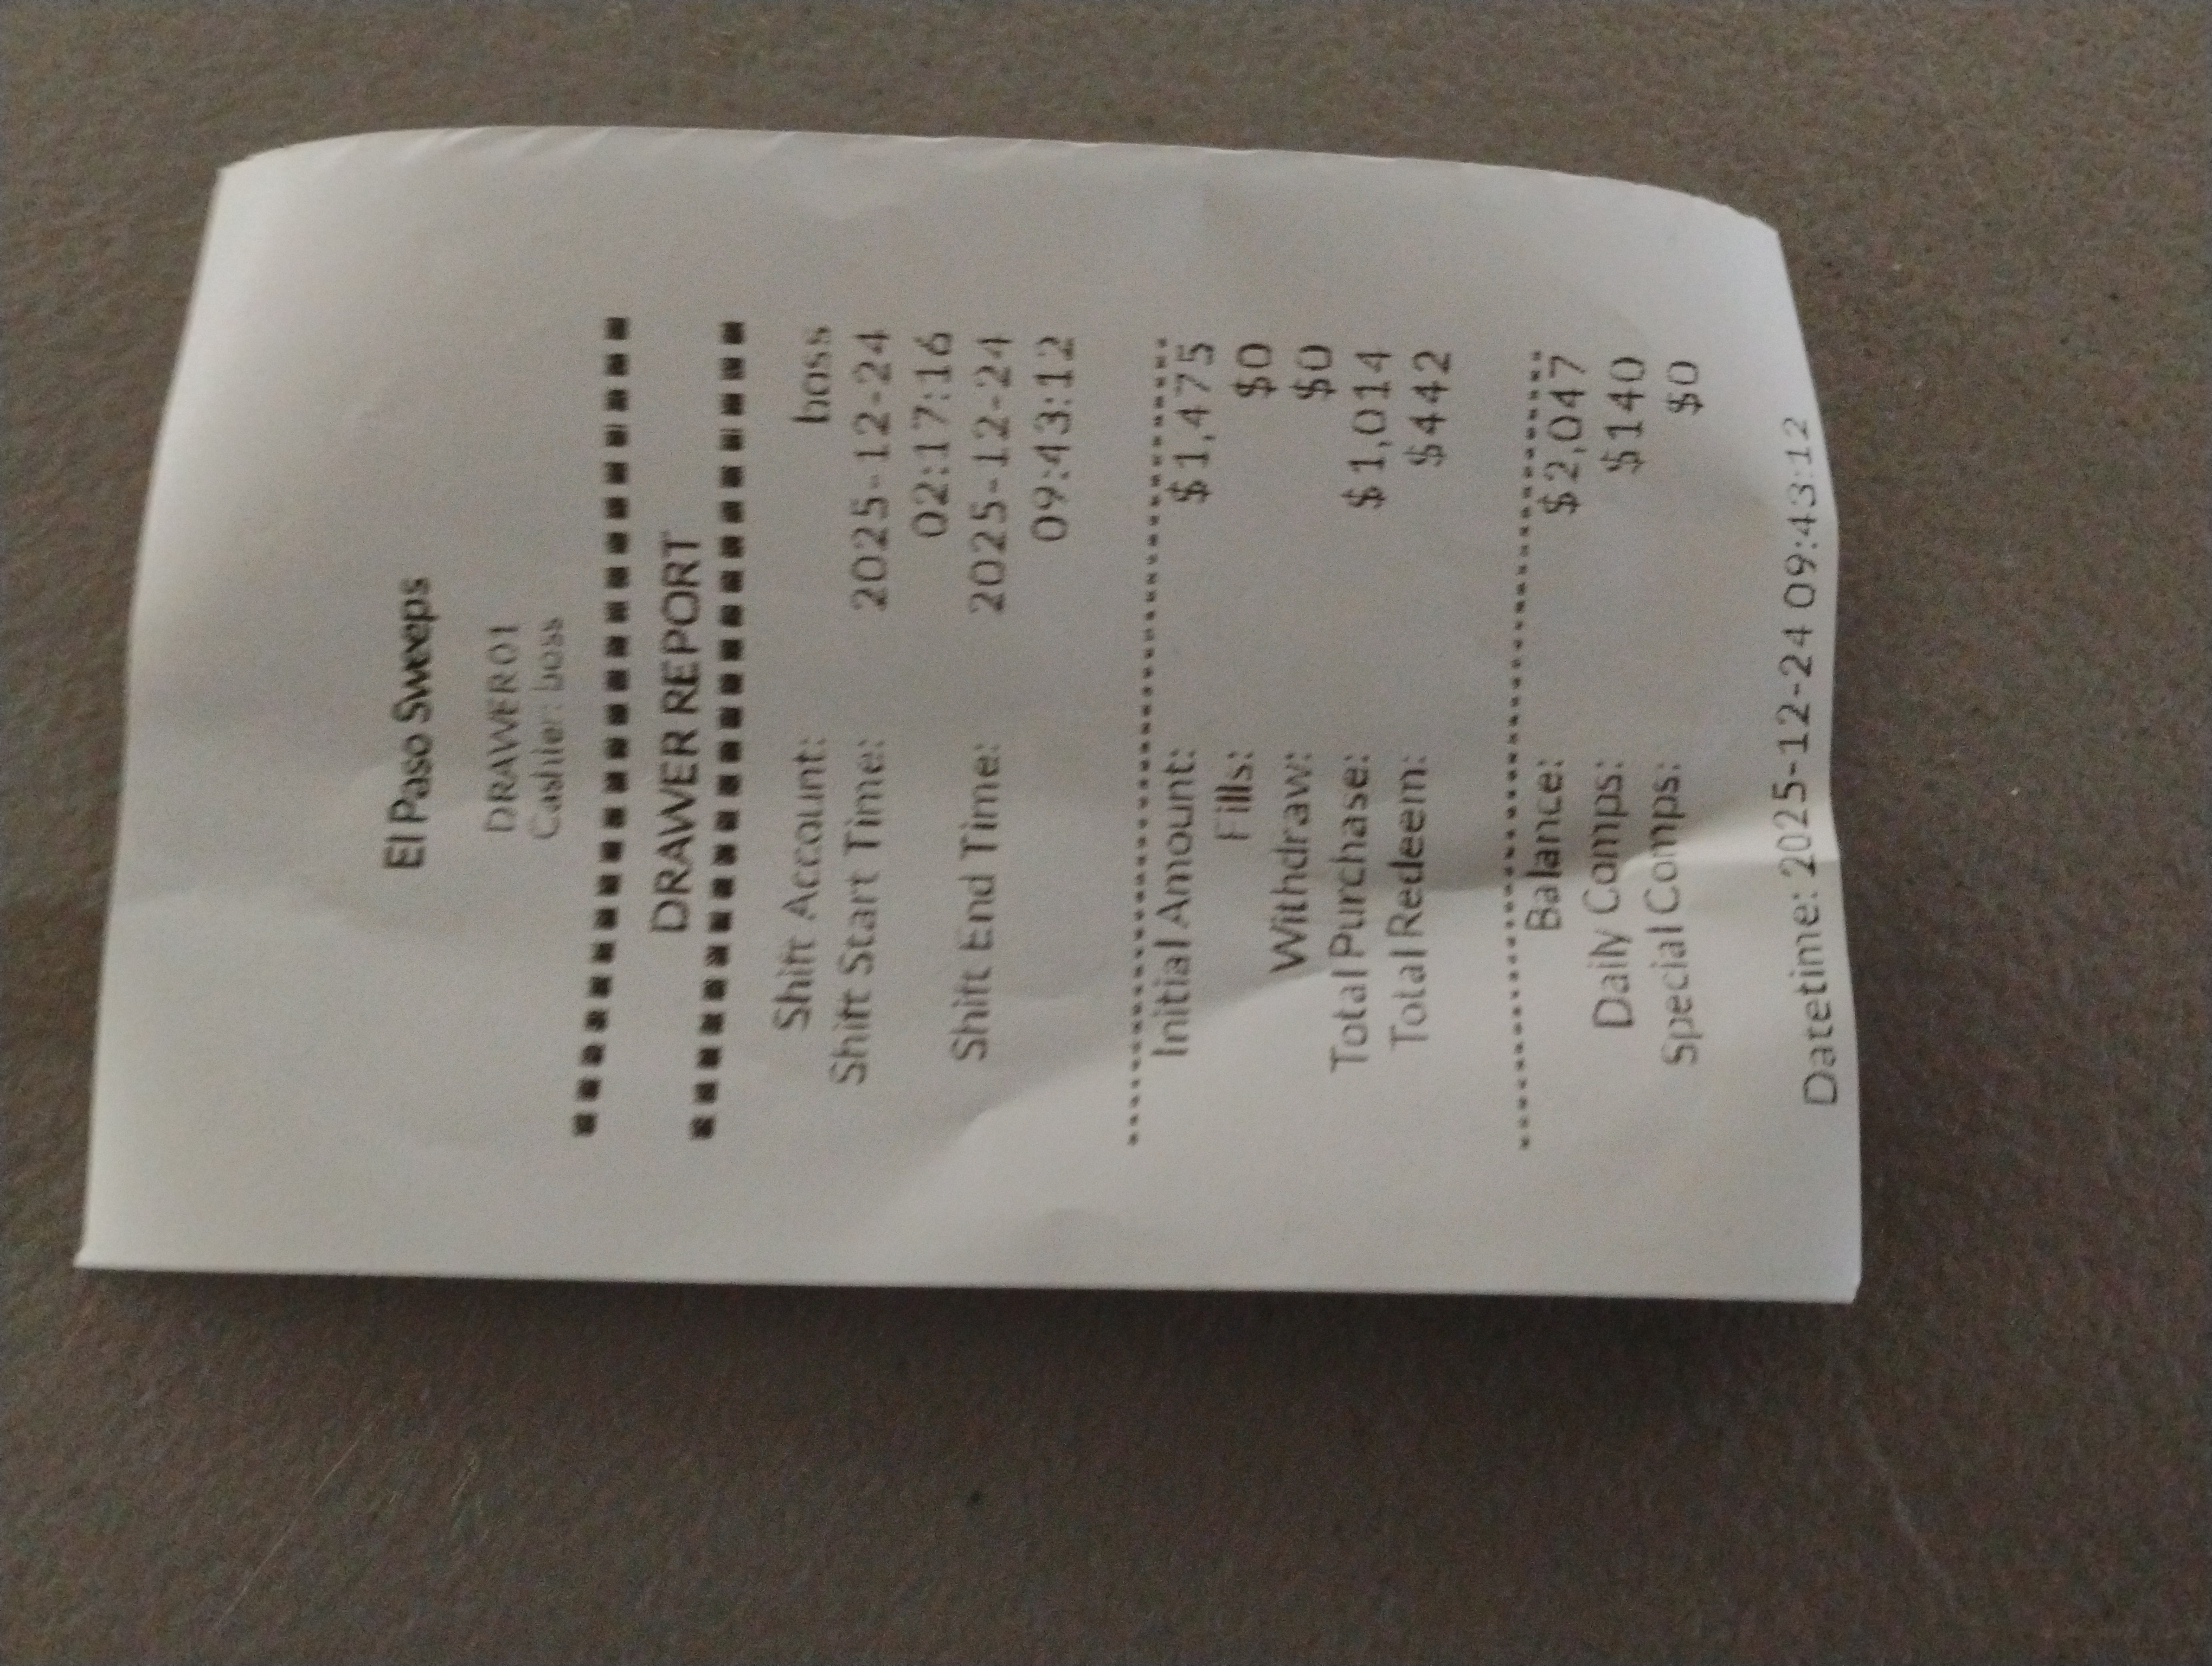 El Paso Sweeps
DRAWER01
Cashier: boss
DRAWER REPORT
Shift Account: boss
Shift Start Time: 2025-12-24
02:17:16
Shift End Time: 2025-12-24
09:43:12
Initial Amount: $1,475
Fills: $0
Withdraw: $0
Total Purchase: $1,014
Total Redeem: $442
Balance: $2,047
Daily Comps: $140
Special Comps: $0
Datetime: 2025-12-24 09:43:12